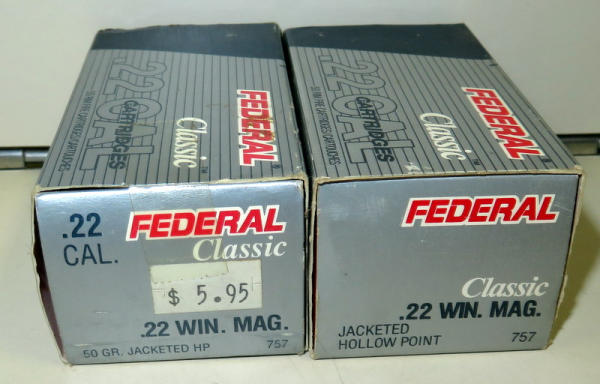 .22 CAL
CARTRIDGES
FEDERAL
Classic
.22 CAL
CARTRIDGES
FEDERAL
Classic
.22
CAL.
FEDERAL
Classic
$ 5.95
.22 WIN. MAG.
50 GR. JACKETED HP 757
FEDERAL
Classic
.22 WIN. MAG.
JACKETED
HOLLOW POINT 757